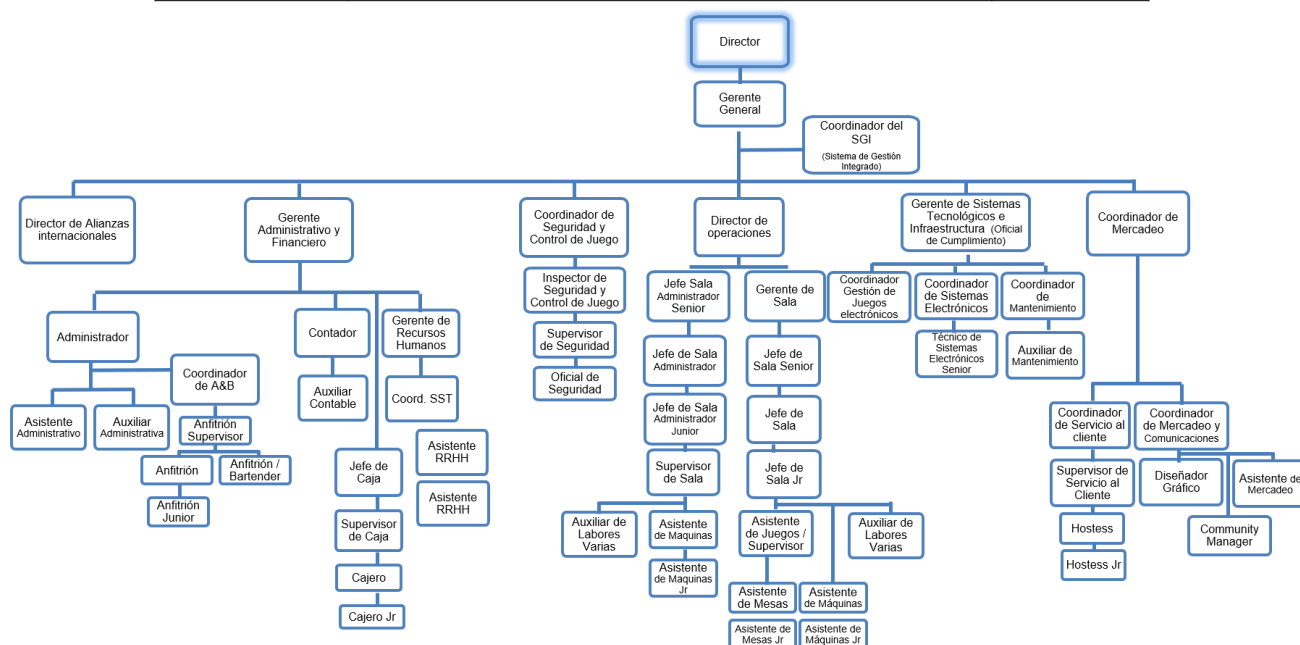 Director
Gerente
General
Coordinador del
SGI
(Sistema de Gestión
Integrado)
Director de Alianzas
internacionales
Gerente
Administrativo y
Financiero
Coordinador de
Seguridad y
Control de Juego
Director de
operaciones
Gerente de Sistemas
Tecnológicos e
Infraestructura (Oficial
de Cumplimiento)
Coordinador de
Mercadeo
Inspector de
Seguridad y
Control de Juego
Supervisor
de Seguridad
Oficial de
Seguridad
Jefe Sala
Administrador
Senior
Gerente de
Sala
Coordinador
Gestión de
Juegos
electrónicos
Coordinador
de Sistemas
Electrónicos
Coordinador
de
Mantenimiento
Técnico de
Sistemas
Electrónicos
Senior
Auxiliar de
Mantenimiento
Administrador
Contador
Gerente de
Recursos
Humanos
Coordinador
de A&B
Auxiliar
Contable
Coord. SST
Asistente
Administrativo
Auxiliar
Administrativa
Anfitrión
Supervisor
Anfitrión
Anfitrión /
Bartender
Anfitrión
Junior
Asistente
RRHH
Asistente
RRHH
Jefe de
Caja
Supervisor
de Caja
Cajero
Cajero Jr
Jefe de Sala
Administrador
Jefe de
Sala Senior
Jefe de Sala
Administrador
Junior
Jefe de
Sala
Supervisor
de Sala
Jefe de
Sala Jr
Auxiliar de
Labores
Varias
Asistente
de Maquinas
Asistente
de Maquinas
Jr
Asistente
de Juegos /
Supervisor
Auxiliar de
Labores
Varias
Asistente
de Mesas
Asistente
de Máquinas
Asistente de
Mesas Jr
Asistente de
Máquinas Jr
Coordinador
de Servicio al
cliente
Coordinador
de Mercadeo y
Comunicaciones
Supervisor de
Servicio al
Cliente
Diseñador
Gráfico
Asistente de
Mercadeo
Hostess
Community
Manager
Hostess Jr